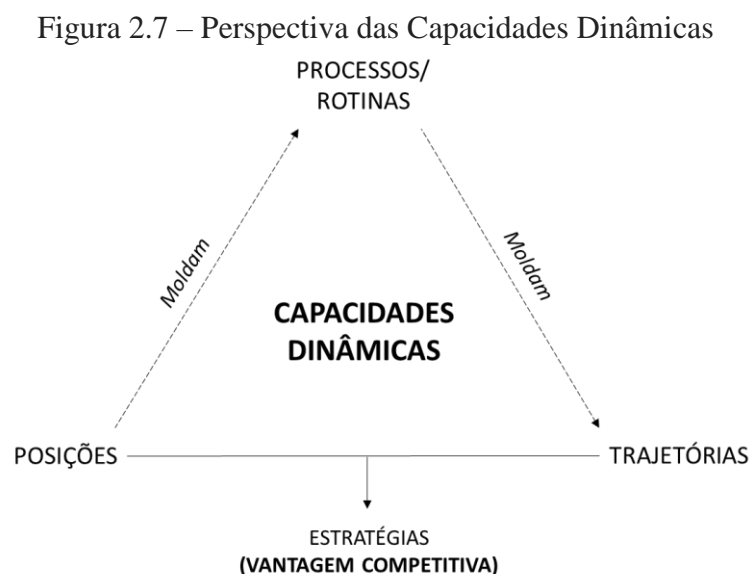 Figura 2.7 – Perspectiva das Capacidades Dinâmicas
PROCESSOS/
ROTINAS
Moldam
Moldam
CAPACIDADES
DINÂMICAS
POSIÇÕES
TRAJETÓRIAS
ESTRATÉGIAS
(VANTAGEM COMPETITIVA)